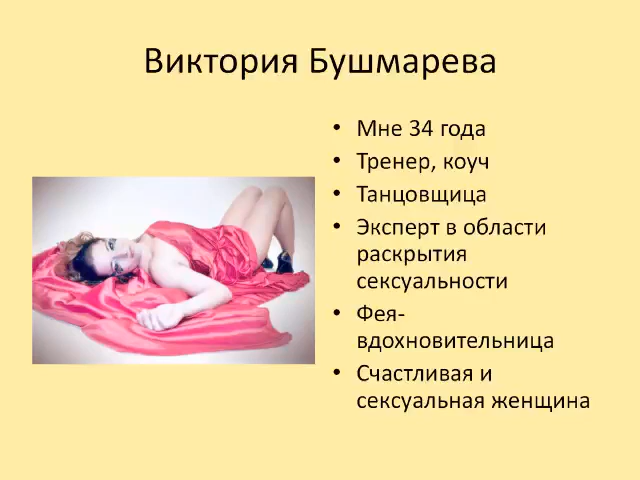 Виктория Бушмарева
• Мне 34 года
• Тренер, коуч
• Танцовщица
• Эксперт в области
раскрытия
сексуальности
• Фея-
вдохновительница
• Счастливая и
сексуальная женщина